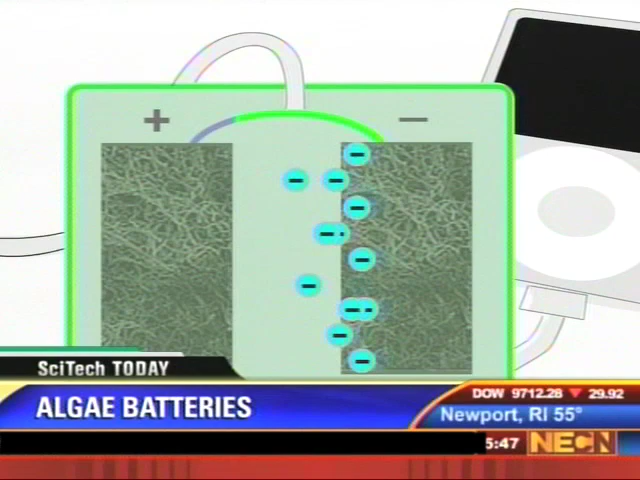 + −
SciTech TODAY
ALGAE BATTERIES
DOW 9712.28 ▼ 29.92
Newport, RI 55°
5:47 NECN